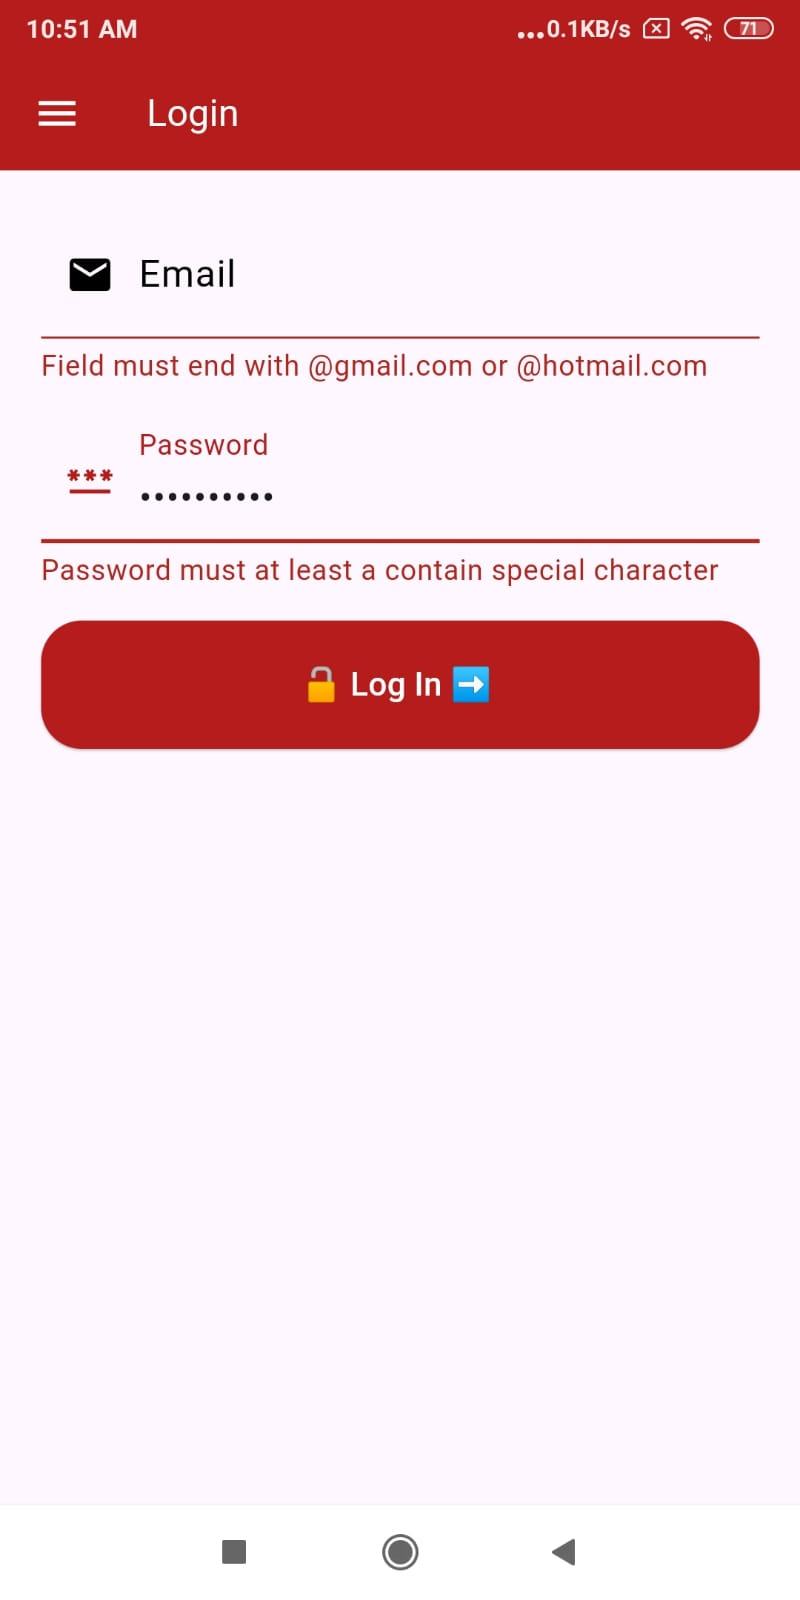 10:51 AM
...0.1KB/s
71
Login
Email
Field must end with @gmail.com or @hotmail.com
Password
***
••••••••••
Password must at least a contain special character
🔓 Log In ➡️